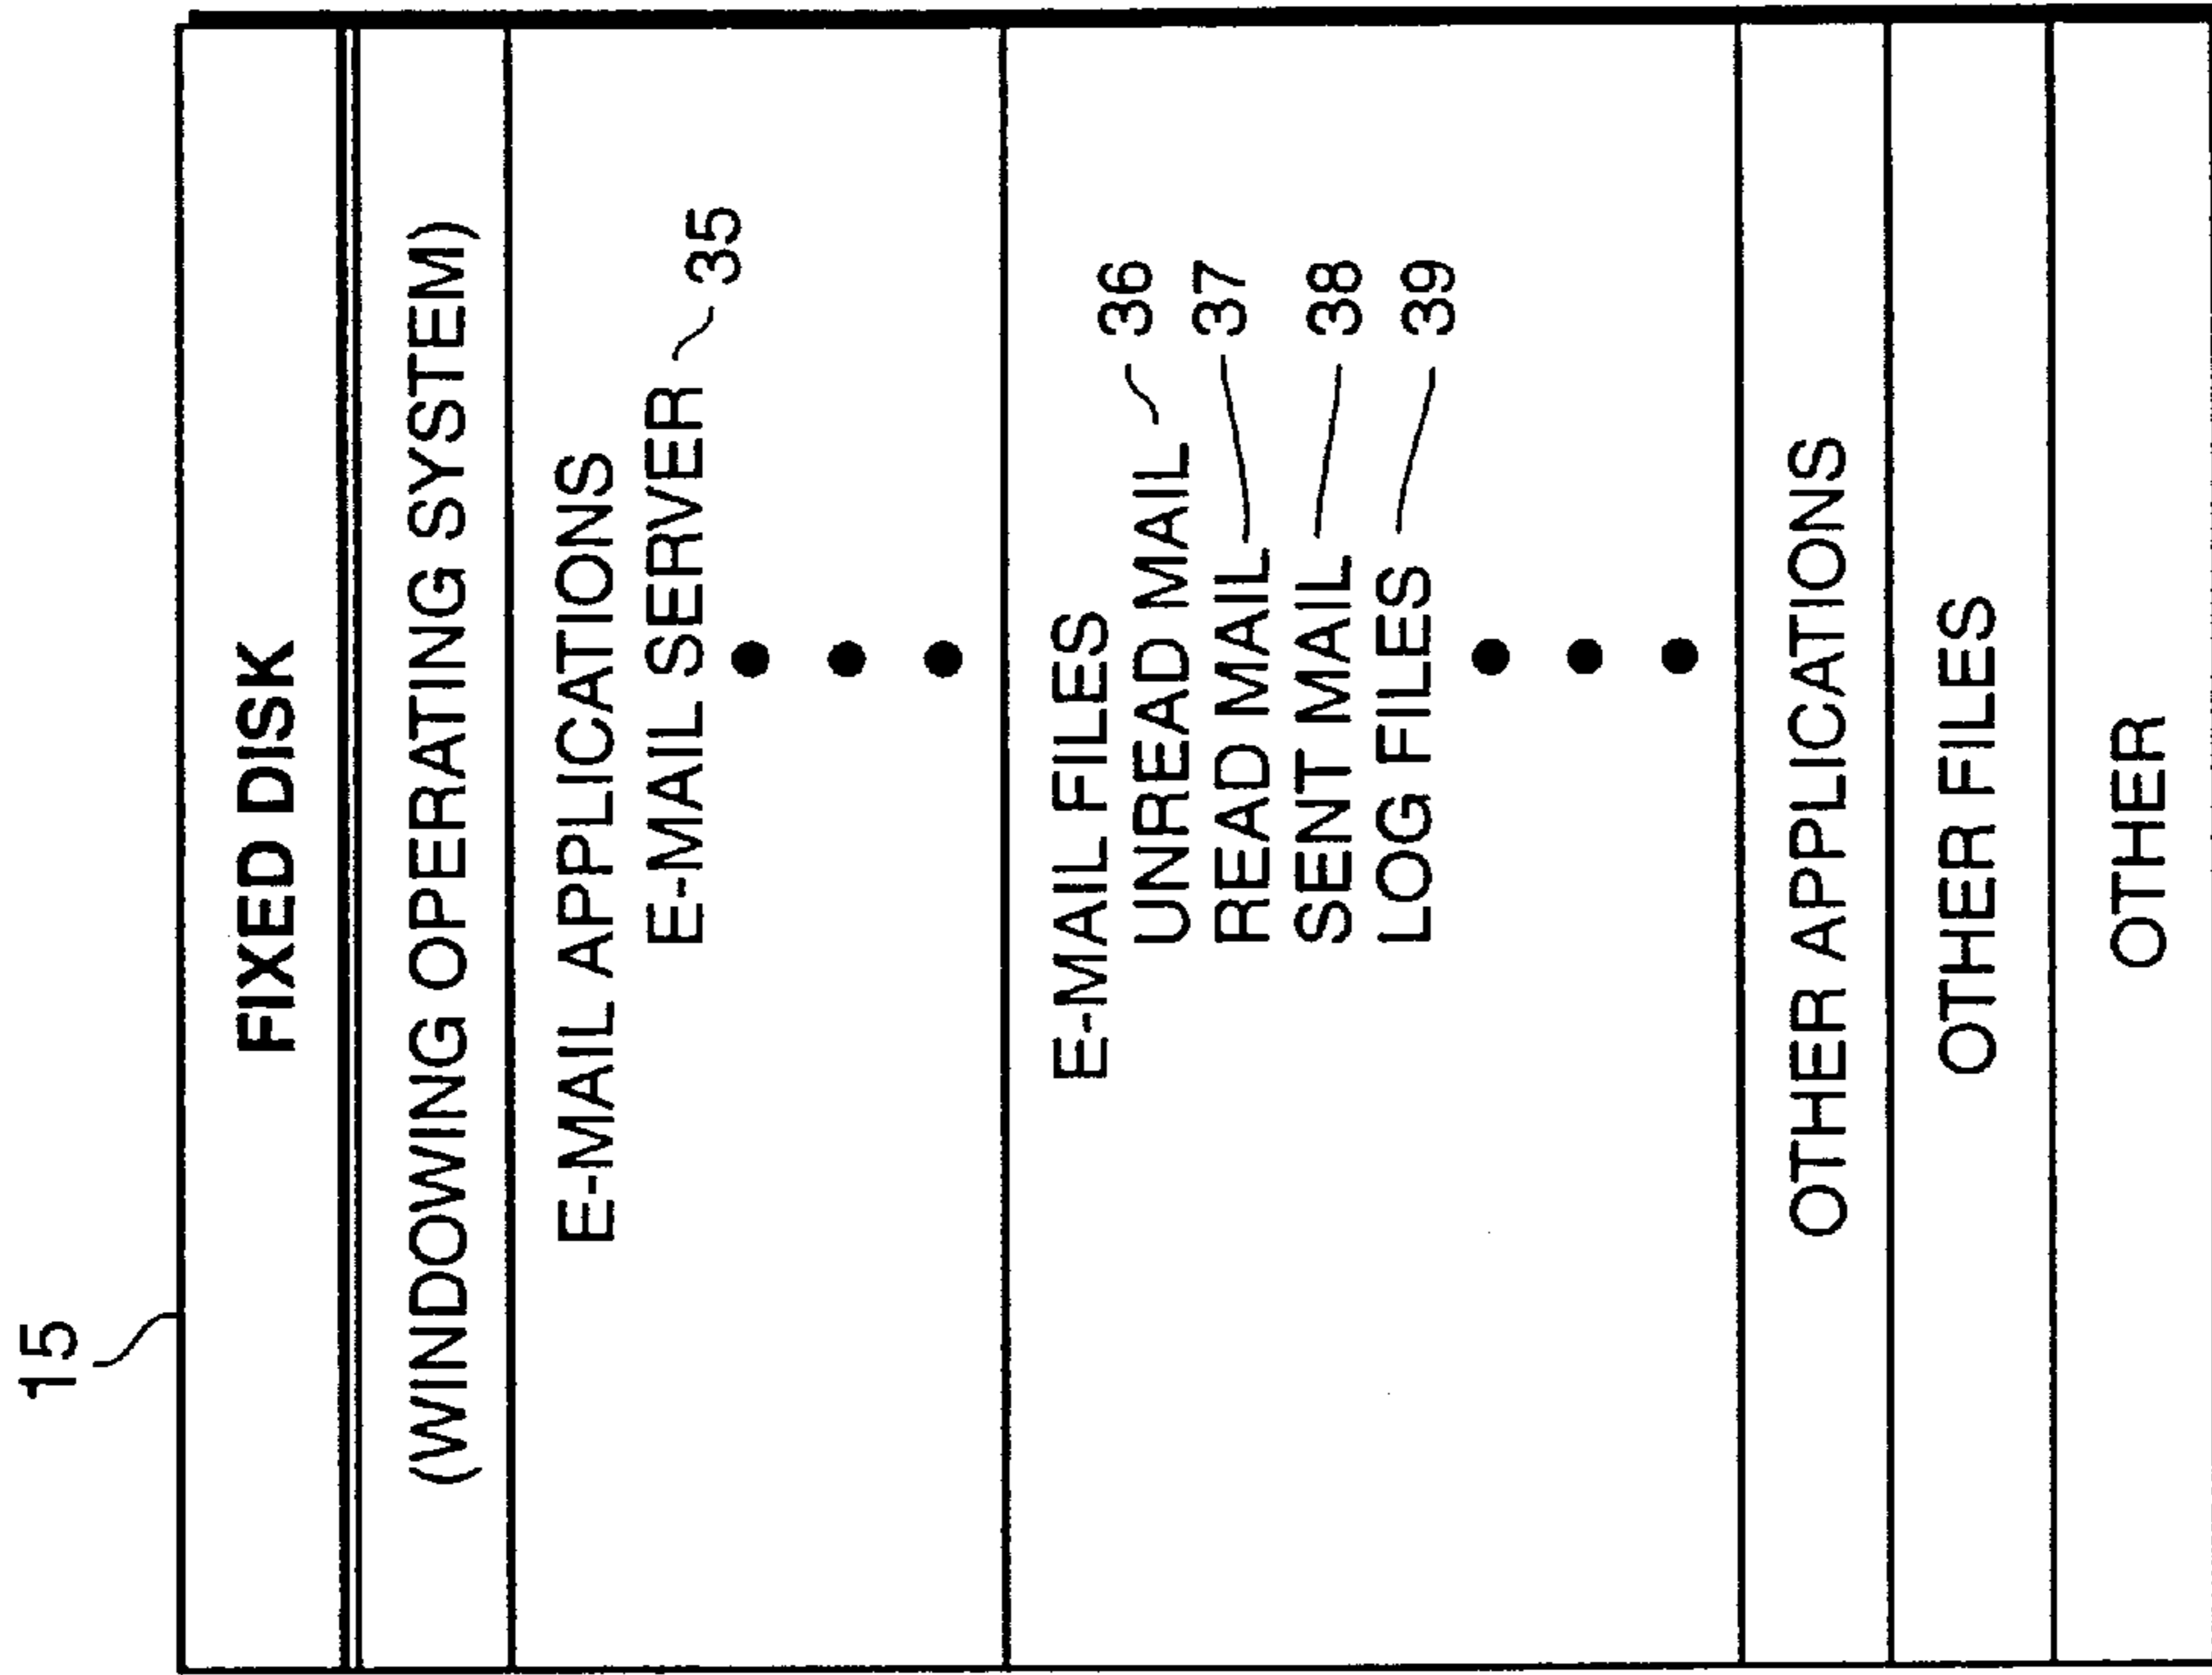 15
FIXED DISK
(WINDOWING OPERATING SYSTEM)
E-MAIL APPLICATIONS
E-MAIL SERVER 35
E-MAIL FILES
UNREAD MAIL 36
READ MAIL 37
SENT MAIL 38
LOG FILES 39
OTHER APPLICATIONS
OTHER FILES
OTHER